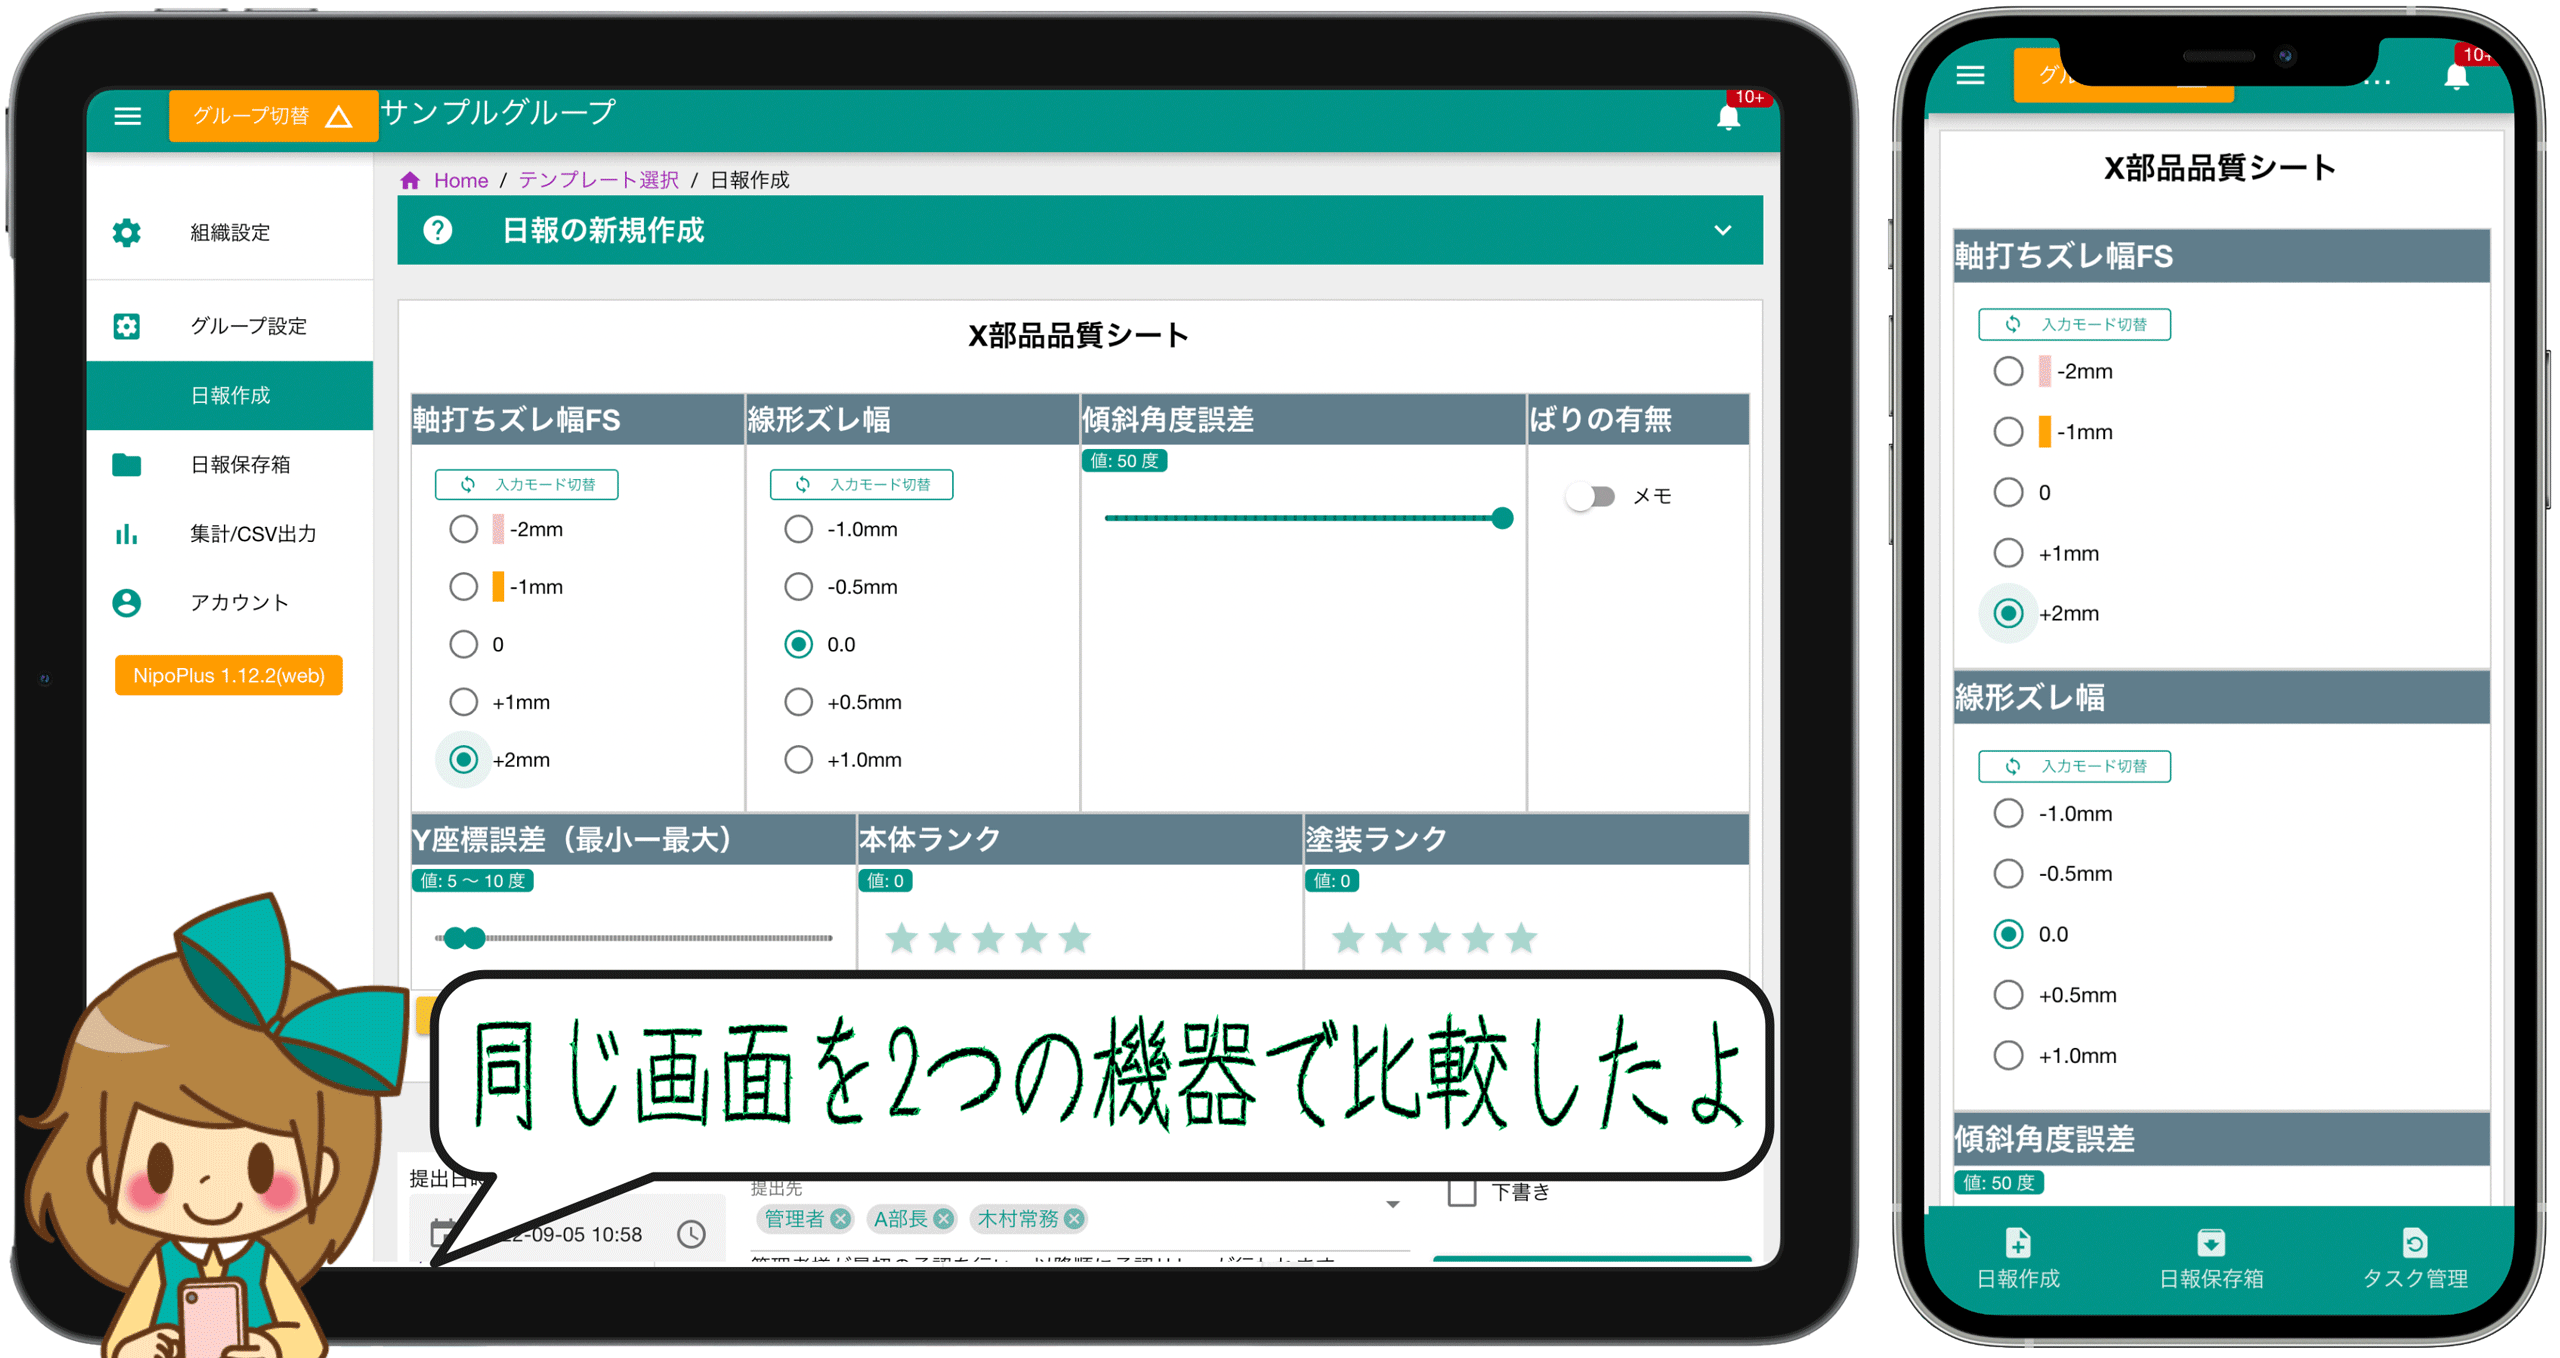 グループ切替
サンプルグループ
10+
Home / テンプレート選択 / 日報作成
日報の新規作成
組織設定
グループ設定
日報作成
日報保存箱
集計/CSV出力
アカウント
NipoPlus 1.12.2(web)
X部品品質シート
軸打ちズレ幅FS
入力モード切替
-2mm
-1mm
0
+1mm
+2mm
線形ズレ幅
入力モード切替
-1.0mm
-0.5mm
0.0
+0.5mm
+1.0mm
傾斜角度誤差
値: 50 度
ばりの有無
メモ
Y座標誤差（最小ー最大）
値: 5 〜 10 度
本体ランク
値: 0
塗装ランク
値: 0
同じ画面を2つの機器で比較したよ
提出日時
22-09-05 10:58
提出先
管理者
A部長
木村常務
下書き
10+
X部品品質シート
軸打ちズレ幅FS
入力モード切替
-2mm
-1mm
0
+1mm
+2mm
線形ズレ幅
入力モード切替
-1.0mm
-0.5mm
0.0
+0.5mm
+1.0mm
傾斜角度誤差
値: 50 度
日報作成
日報保存箱
タスク管理